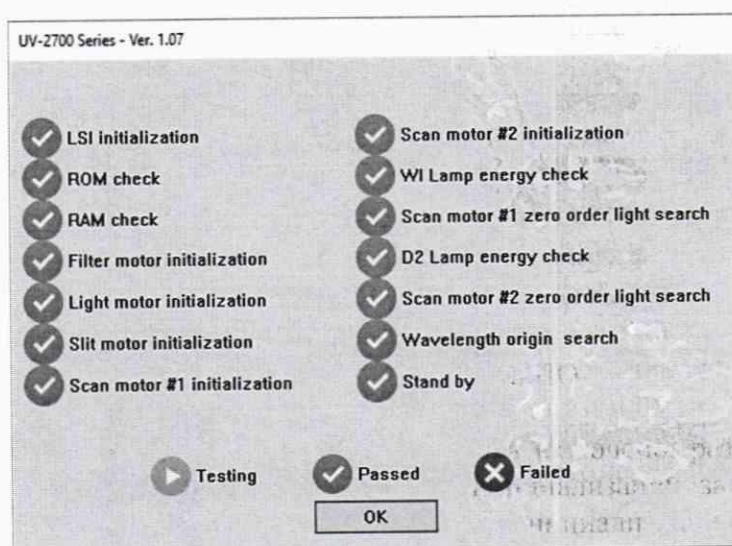 UV-2700 Series - Ver. 1.07
LSI initialization
ROM check
RAM check
Filter motor initialization
Light motor initialization
Slit motor initialization
Scan motor #1 initialization
Scan motor #2 initialization
WI Lamp energy check
Scan motor #1 zero order light search
D2 Lamp energy check
Scan motor #2 zero order light search
Wavelength origin search
Stand by
Testing
Passed
Failed
OK